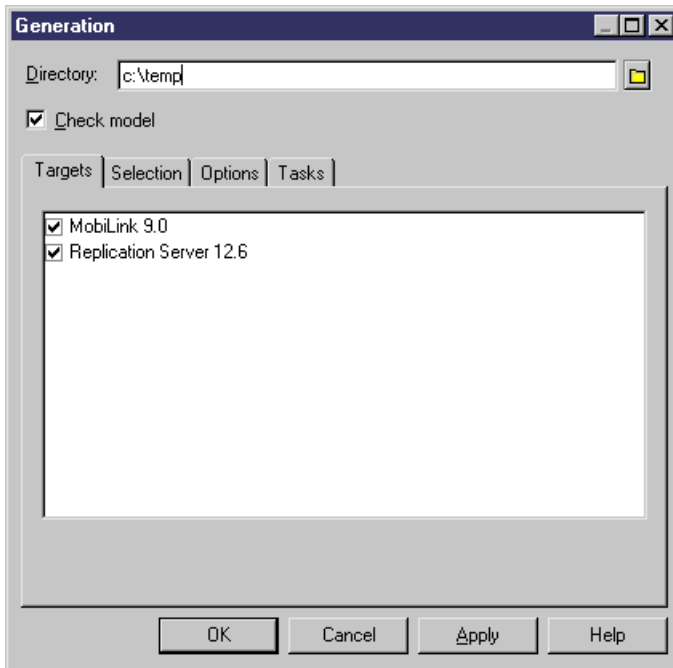 Generation
Directory: c:\temp
Check model
Targets Selection Options Tasks
MobiLink 9.0
Replication Server 12.6
OK Cancel Apply Help